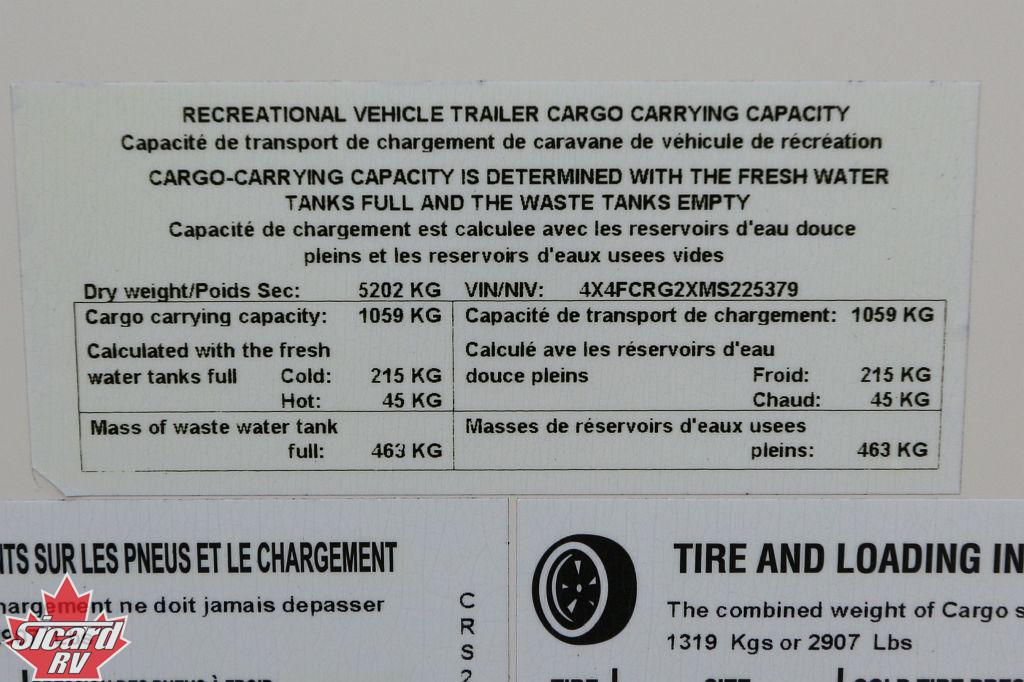 RECREATIONAL VEHICLE TRAILER CARGO CARRYING CAPACITY
Capacité de transport de chargement de caravane de véhicule de récréation
CARGO-CARRYING CAPACITY IS DETERMINED WITH THE FRESH WATER
TANKS FULL AND THE WASTE TANKS EMPTY
Capacité de chargement est calculee avec les reservoirs d'eau douce
pleins et les reservoirs d'eaux usees vides
Dry weight/Poids Sec: 5202 KG VIN/NIV: 4X4FCRG2XMS225379
Cargo carrying capacity: 1059 KG Capacité de transport de chargement: 1059 KG
Calculated with the fresh Calculé ave les réservoirs d'eau
water tanks full Cold: 215 KG douce pleins Froid: 215 KG
Hot: 45 KG Chaud: 45 KG
Mass of waste water tank Masses de réservoirs d'eaux usees
full: 463 KG pleins: 463 KG
NTS SUR LES PNEUS ET LE CHARGEMENT
hargement ne doit jamais depasser
C
R
S
2
Sicard
RV
TIRE AND LOADING IN
The combined weight of Cargo s
1319 Kgs or 2907 Lbs